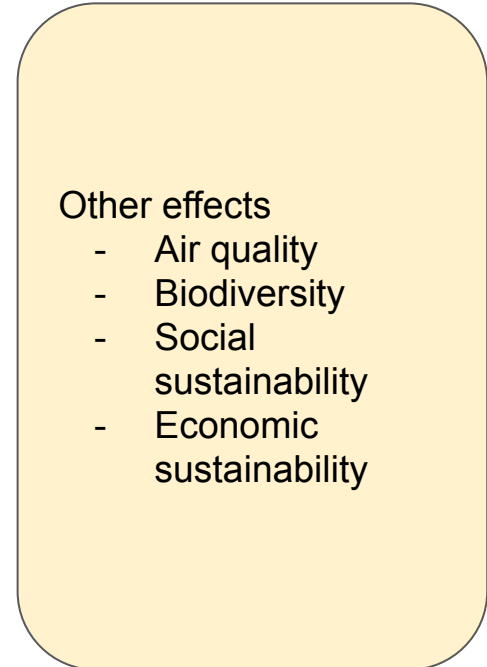 Other effects
- Air quality
- Biodiversity
- Social
sustainability
- Economic
sustainability